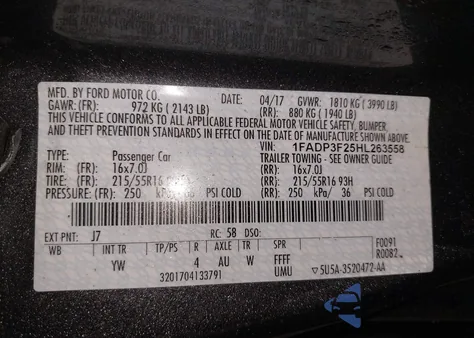 MFD. BY FORD MOTOR CO.
DATE: 04/17 GVWR: 1810 KG ( 3990 LB)
GAWR: (FR): 972 KG ( 2143 LB) (RR): 880 KG ( 1940 LB)
THIS VEHICLE CONFORMS TO ALL APPLICABLE FEDERAL MOTOR VEHICLE SAFETY, BUMPER,
AND THEFT PREVENTION STANDARDS IN EFFECT ON THE DATE OF MANUFACTURE SHOWN ABOVE.
VIN: 1FADP3F25HL263558
TYPE: Passenger Car TRAILER TOWING - SEE OWNER GUIDE
RIM: (FR): 16x7.0J (RR): 16x7.0J
TIRE: (FR): 215/55R16 93H (RR): 215/55R16 93H
PRESSURE: (FR): 250 kPa/ 36 PSI COLD (RR): 250 kPa/ 36 PSI COLD
EXT PNT: J7 RC: 58 DSO: F0091
WB INT TR TP/PS R AXLE TR SPR R0082
YW 4 AU W FFFF
3201704133791 UMU 5U5A-3520472-AA